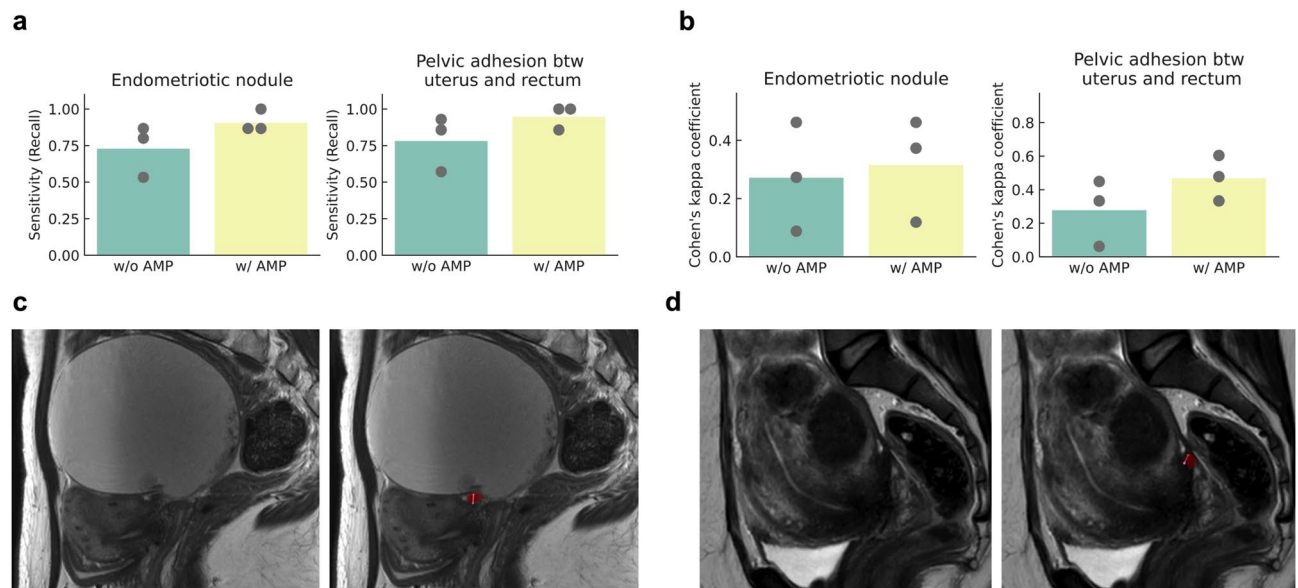 a
b
Endometriotic nodule
Pelvic adhesion btw
uterus and rectum
Endometriotic nodule
Pelvic adhesion btw
uterus and rectum
Sensitivity (Recall)
1.00
0.75
0.50
0.25
0.00
w/o AMP
w/ AMP
Sensitivity (Recall)
1.00
0.75
0.50
0.25
0.00
w/o AMP
w/ AMP
Cohen's kappa coefficient
0.4
0.2
0.0
w/o AMP
w/ AMP
Cohen's kappa coefficient
0.8
0.6
0.4
0.2
0.0
w/o AMP
w/ AMP
c
d